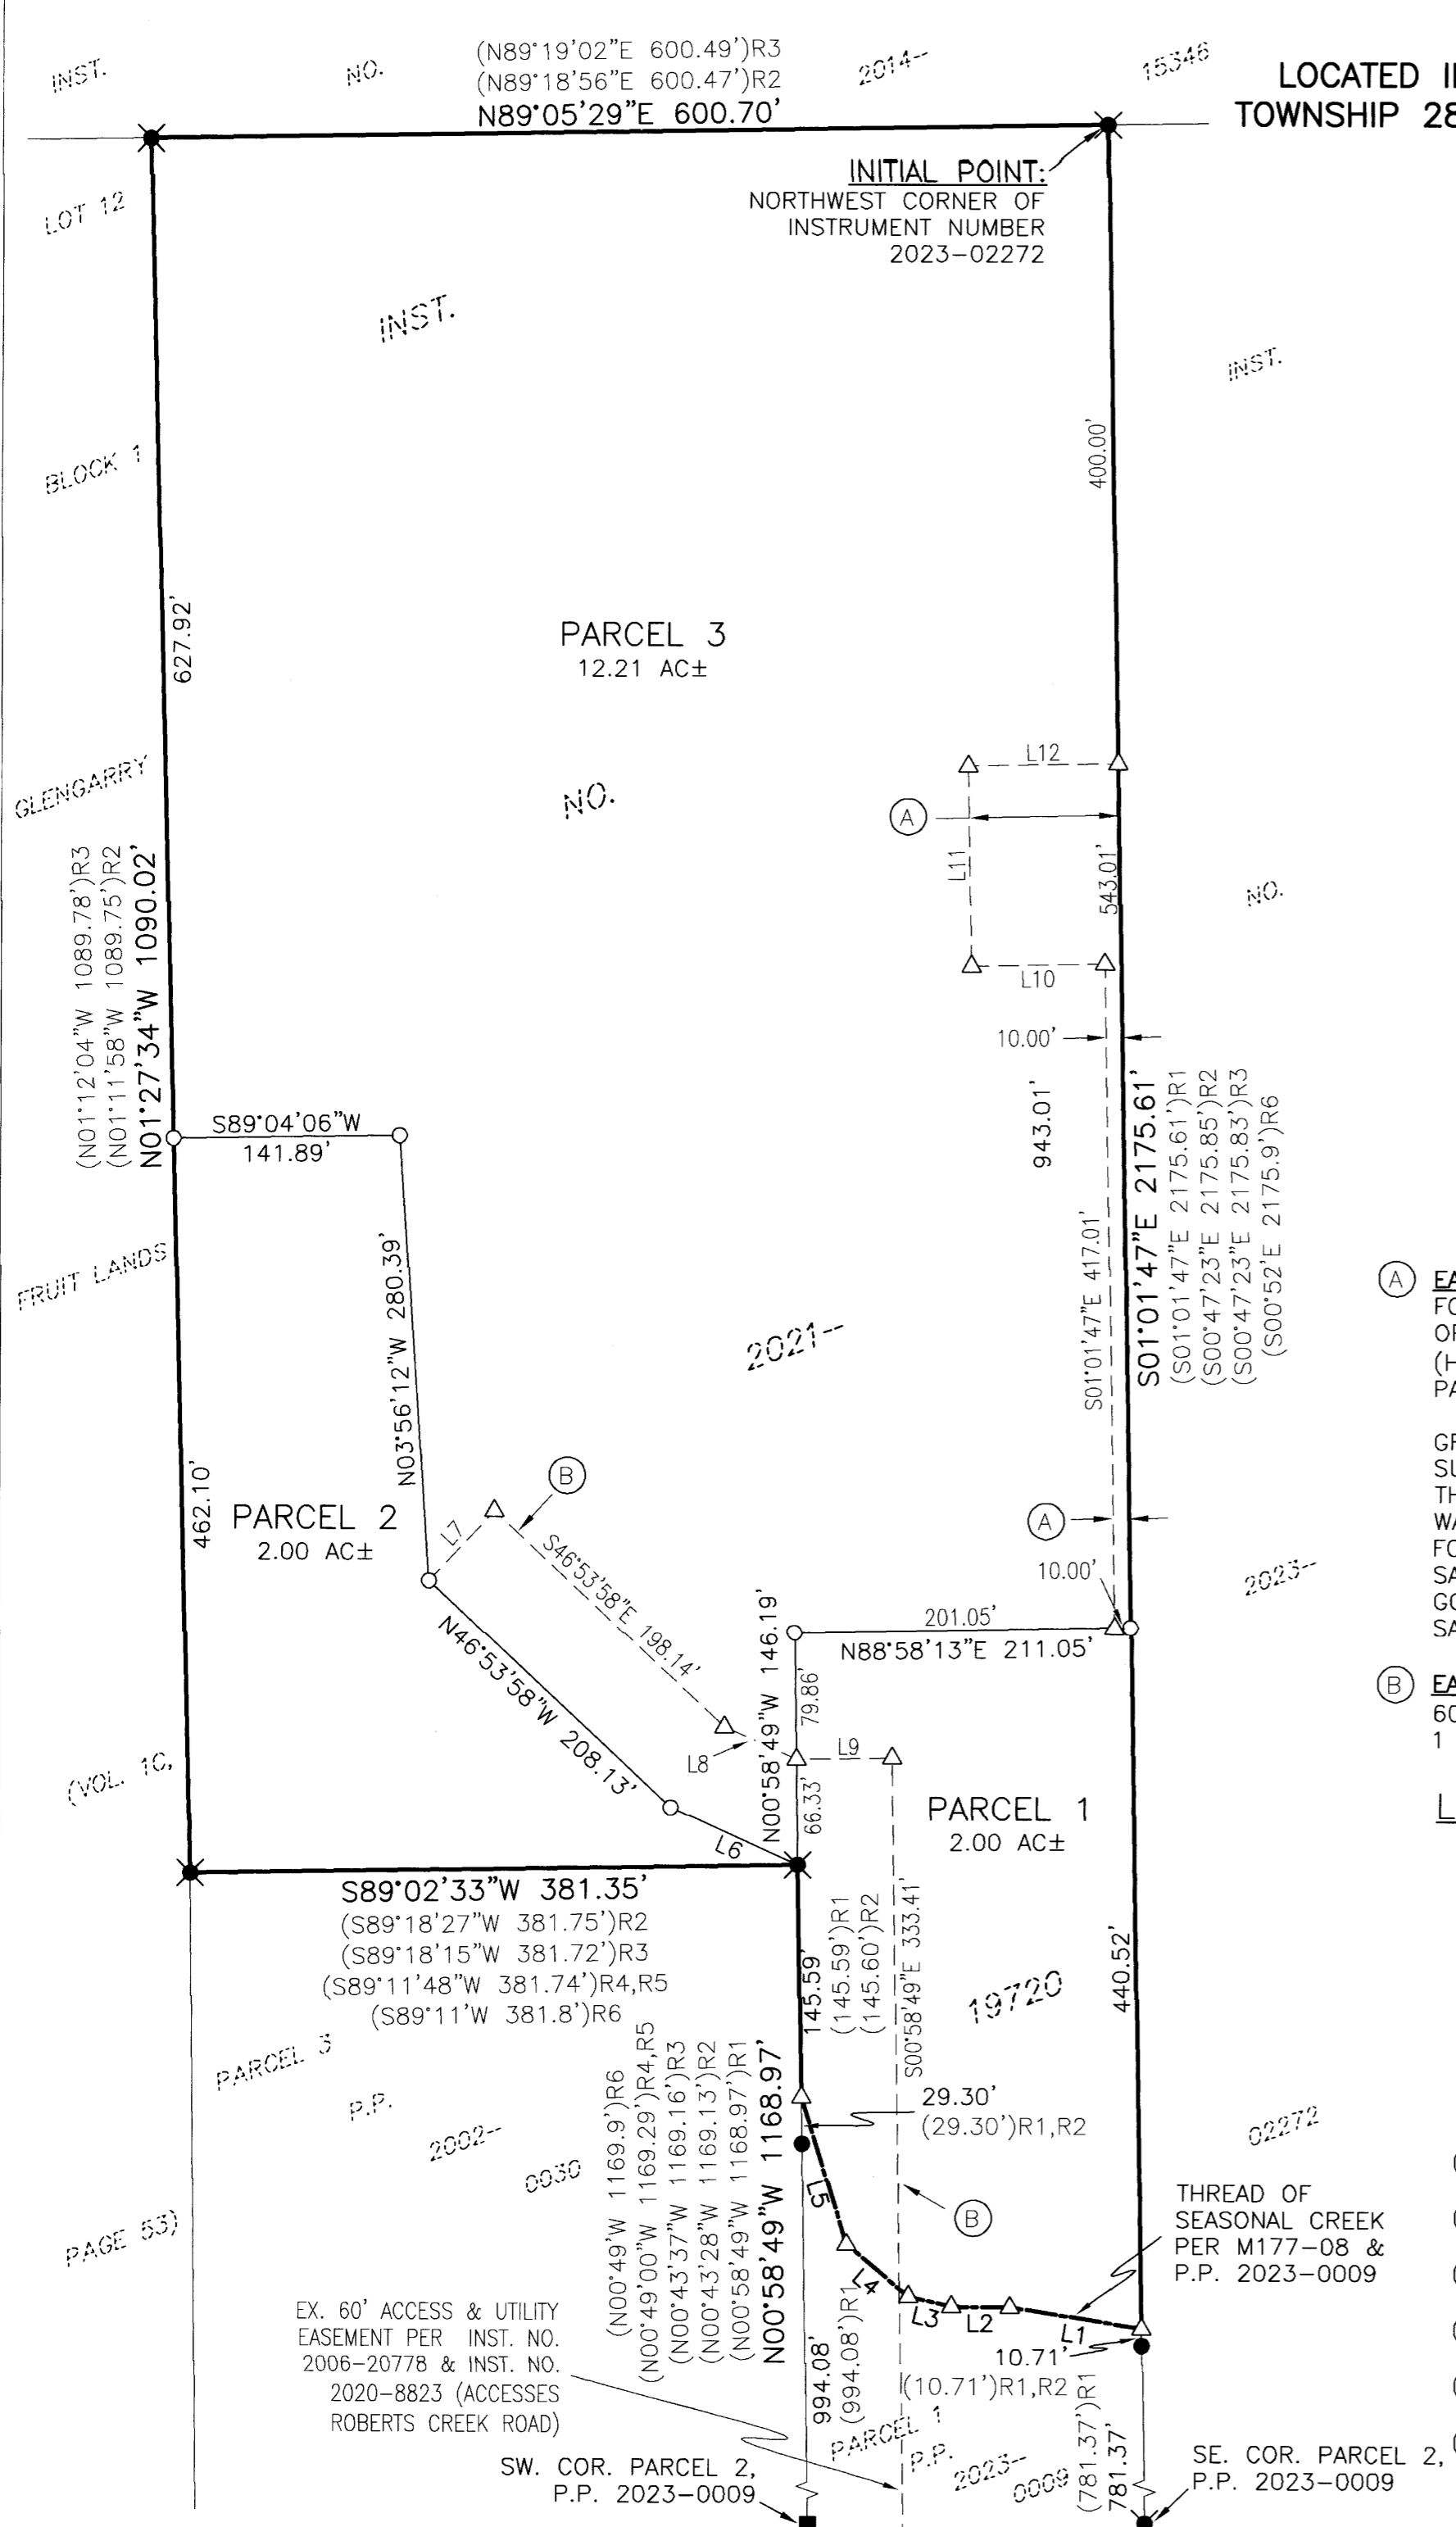 (N89°19'02"E 600.49')R3
(N89°18'56"E 600.47')R2
N89°05'29"E 600.70'
INST. NO. 2014-- 15346
LOCATED I
TOWNSHIP 28
INITIAL POINT:
NORTHWEST CORNER OF
INSTRUMENT NUMBER
2023-02272
LOT 12
INST.
INST.
400.00'
BLOCK 1
627.92'
PARCEL 3
12.21 AC±
L12
GLENGARRY
NO.
A
L11
543.01'
NO.
(N01°12'04"W 1089.78')R3
(N01°11'58"W 1089.75')R2
N01°27'34"W 1090.02'
L10
10.00'
943.01'
S01°01'47"E 2175.61'
(S01°01'47"E 2175.61')R1
(S00°47'23"E 2175.85')R2
(S00°47'23"E 2175.83')R3
(S00°52'E 2175.9')R6
S89°04'06"W
141.89'
S01°01'47"E 417.01'
FRUIT LANDS
N03°56'12"W 280.39'
2021--
A EA
FO
OF
(H
PA
GR
SU
TH
WA
FO
SA
GO
SA
462.10'
PARCEL 2
2.00 AC±
B
L7
S46°53'58"E 198.14'
A
10.00'
2023--
N46°53'58"W 208.13'
N00°58'49"W 146.19'
79.86'
201.05'
N88°58'13"E 211.05'
B EA
60
1
L
L8
L9
66.33'
(VOL. 10,
PARCEL 1
2.00 AC±
L6
S89°02'33"W 381.35'
(S89°18'27"W 381.75')R2
(S89°18'15"W 381.72')R3
(S89°11'48"W 381.74')R4,R5
(S89°11'W 381.8')R6
145.59'
(145.59')R1
(145.60')R2
S00°58'49"E 333.41'
19720
440.52'
PARCEL 3
P.P.
2002--
0030
PAGE 53)
(N00°49'W 1169.9')R6
(N00°49'00"W 1169.29')R4,R5
(N00°43'37"W 1169.16')R3
(N00°43'28"W 1169.13')R2
(N00°58'49"W 1168.97')R1
N00°58'49"W 1168.97'
29.30'
(29.30')R1,R2
02272
L5
B
THREAD OF
SEASONAL CREEK
PER M177-08 &
P.P. 2023-0009
L4
L3
L2
L1
10.71'
(10.71')R1,R2
EX. 60' ACCESS & UTILITY
EASEMENT PER INST. NO.
2006-20778 & INST. NO.
2020-8823 (ACCESSES
ROBERTS CREEK ROAD)
994.08'
(994.08')R1
PARCEL 1
P.P.
2023--
0009
(781.37')R1
781.37'
SW. COR. PARCEL 2,
P.P. 2023-0009
SE. COR. PARCEL 2,
P.P. 2023-0009